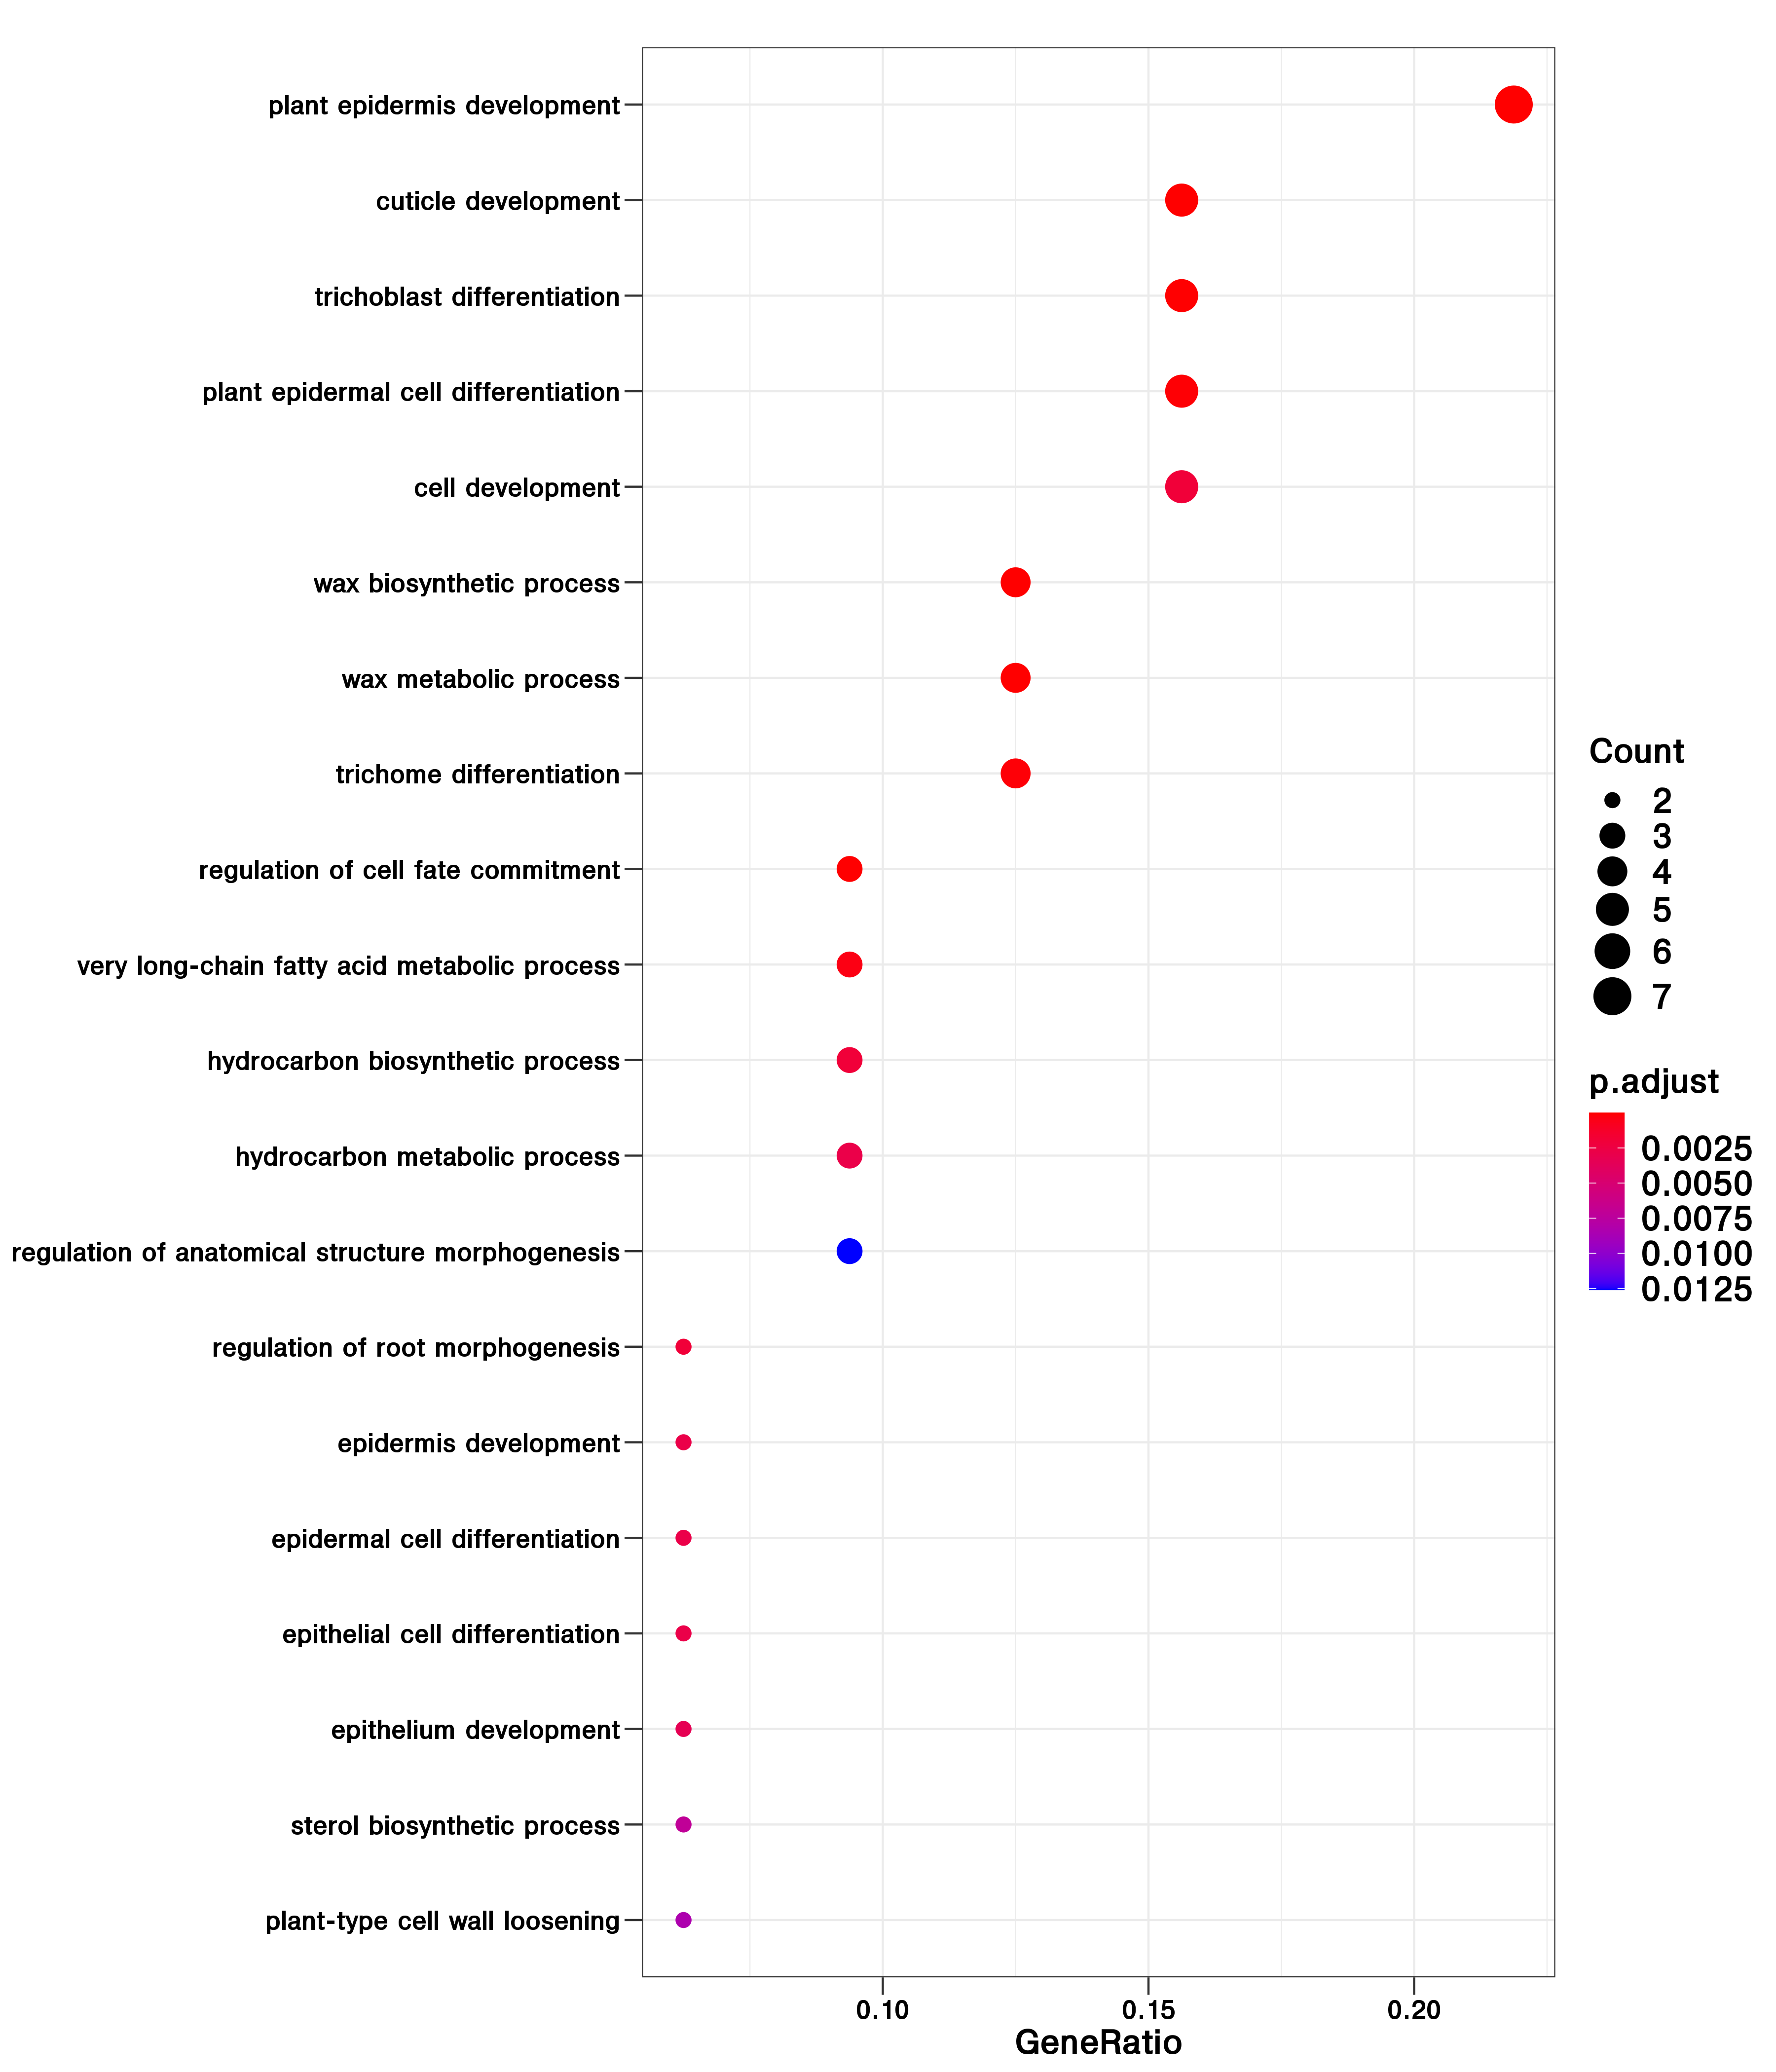 plant epidermis development
cuticle development
trichoblast differentiation
plant epidermal cell differentiation
cell development
wax biosynthetic process
wax metabolic process
trichome differentiation
regulation of cell fate commitment
very long-chain fatty acid metabolic process
hydrocarbon biosynthetic process
hydrocarbon metabolic process
regulation of anatomical structure morphogenesis
regulation of root morphogenesis
epidermis development
epidermal cell differentiation
epithelial cell differentiation
epithelium development
sterol biosynthetic process
plant-type cell wall loosening
0.10 0.15 0.20
GeneRatio
Count
2
3
4
5
6
7
p.adjust
0.0025
0.0050
0.0075
0.0100
0.0125